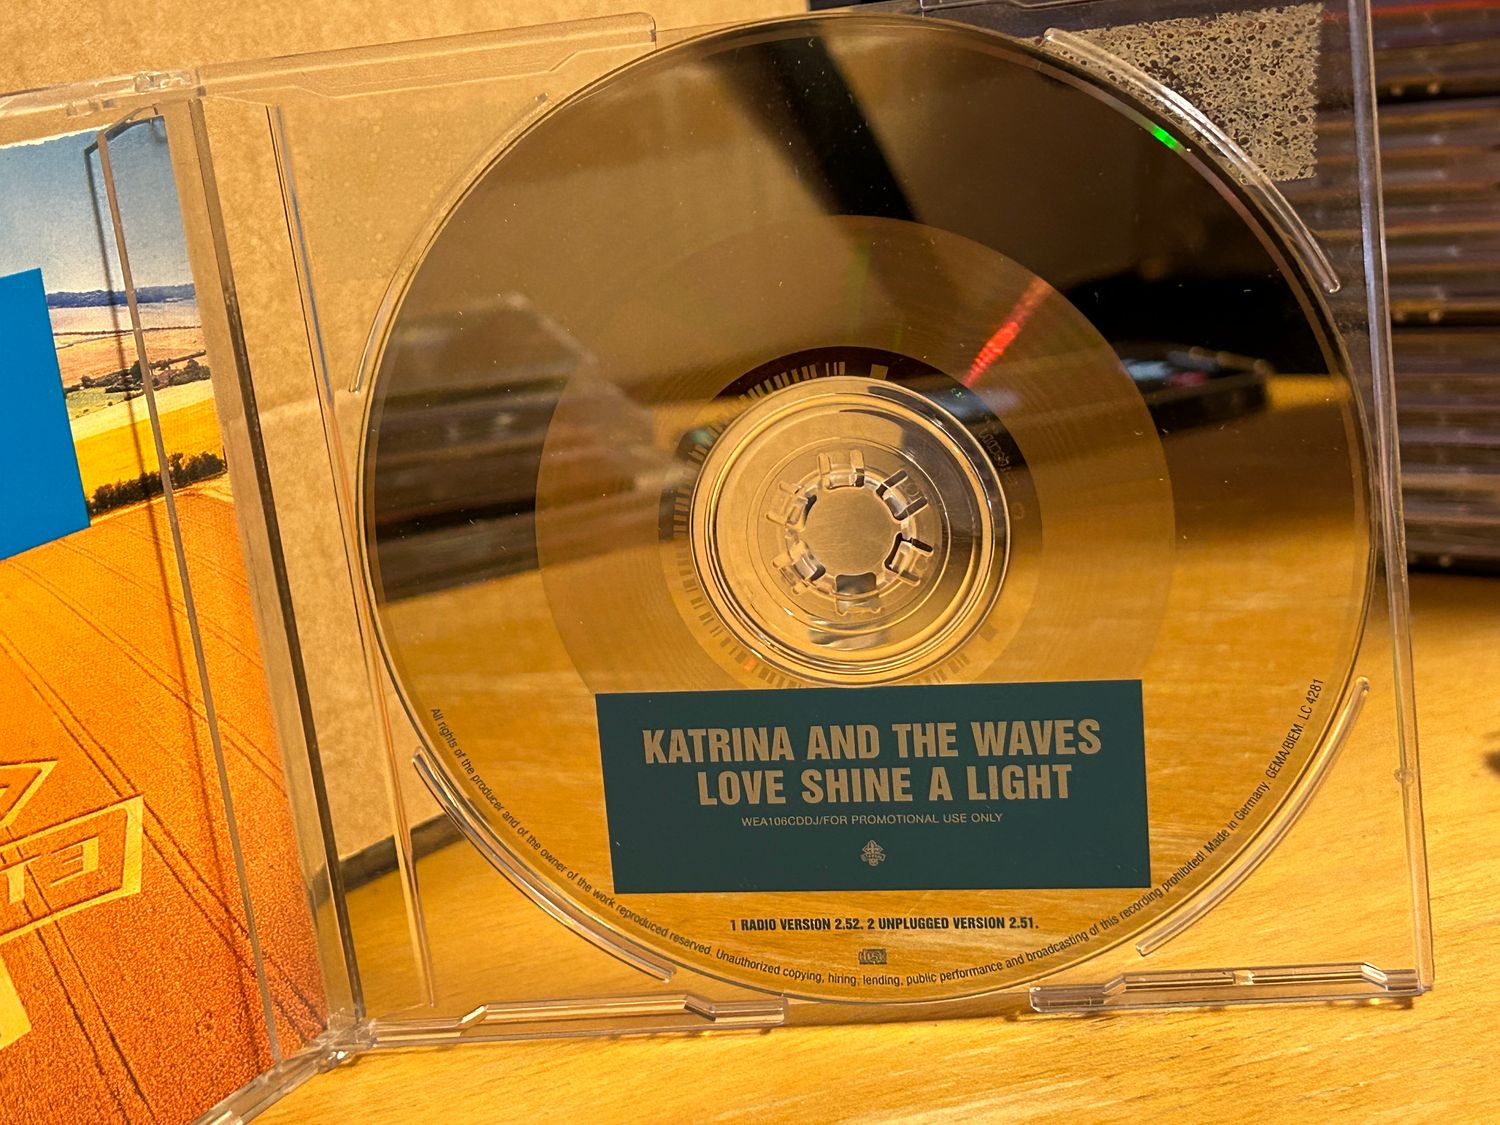 KATRINA AND THE WAVES
LOVE SHINE A LIGHT
WEA106CDDJ/FOR PROMOTIONAL USE ONLY
1 RADIO VERSION 2.52. 2 UNPLUGGED VERSION 2.51.
All rights of the producer and of the owner of the work reproduced reserved. Unauthorized copying, hiring, lending, public performance and broadcasting of this recording prohibited! Made in Germany. GEMA/BIEM. LC 4281